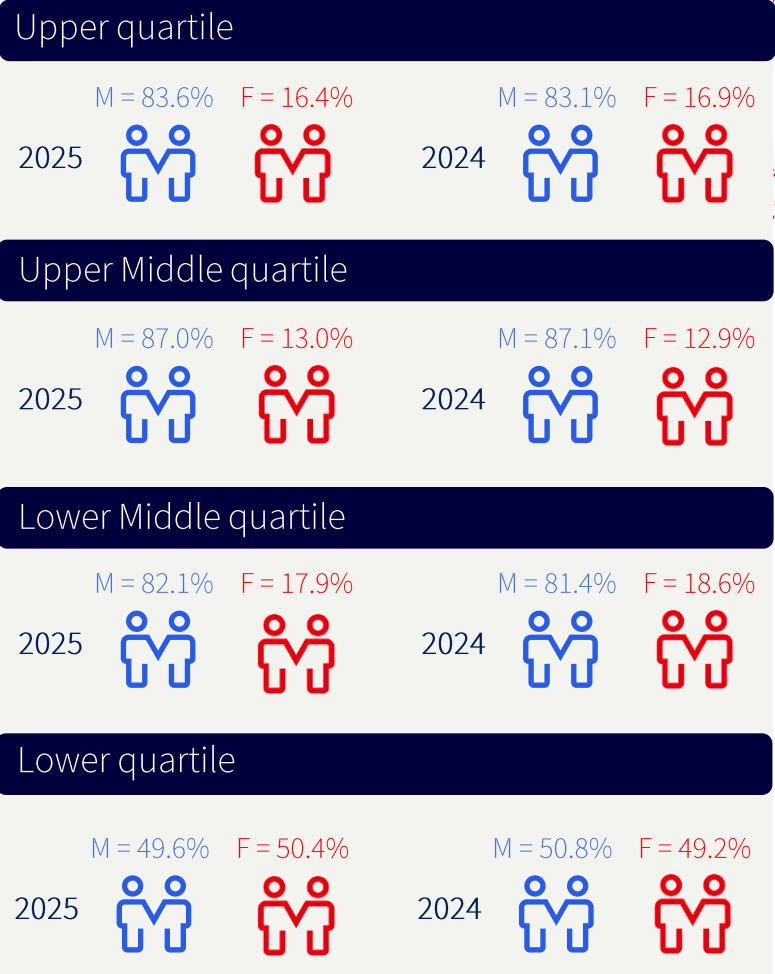 Upper quartile
M = 83.6% F = 16.4% M = 83.1% F = 16.9%
2025 2024
Upper Middle quartile
M = 87.0% F = 13.0% M = 87.1% F = 12.9%
2025 2024
Lower Middle quartile
M = 82.1% F = 17.9% M = 81.4% F = 18.6%
2025 2024
Lower quartile
M = 49.6% F = 50.4% M = 50.8% F = 49.2%
2025 2024